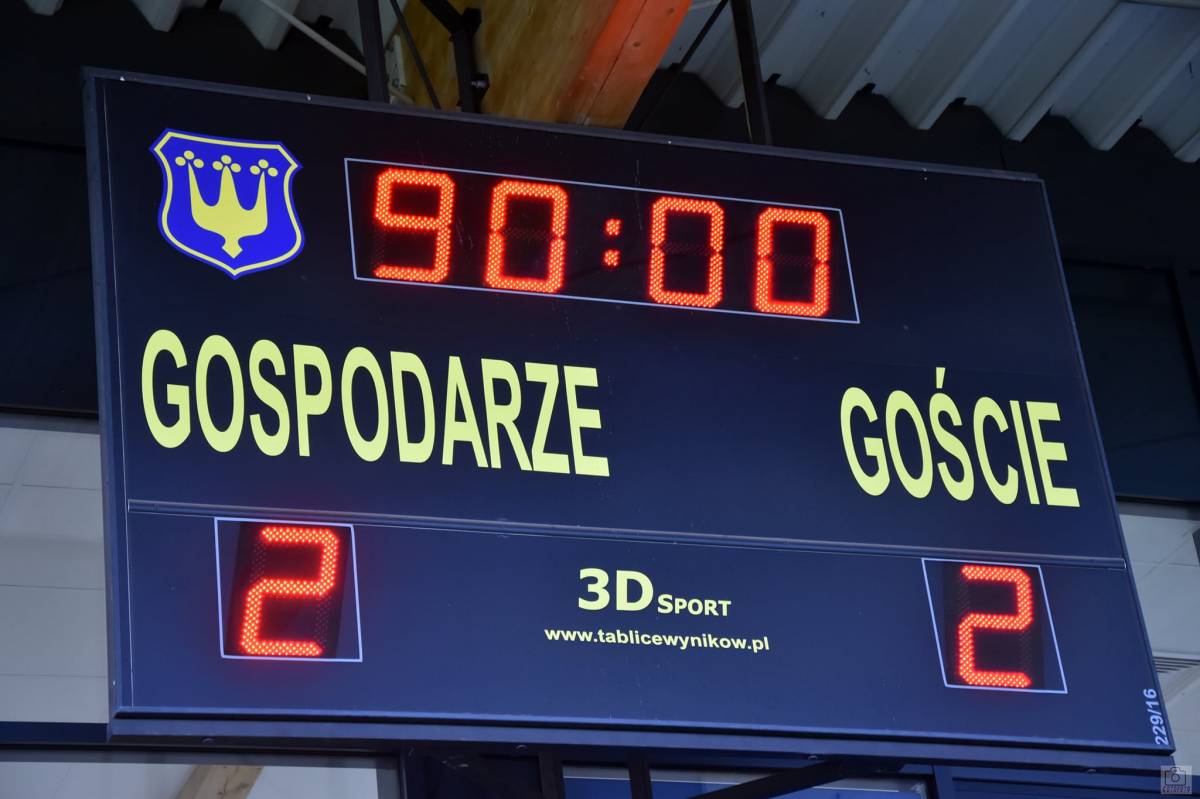 90:00
GOSPODARZE GOŚCIE
2 2
3D SPORT
www.tablicewynikow.pl
229/16